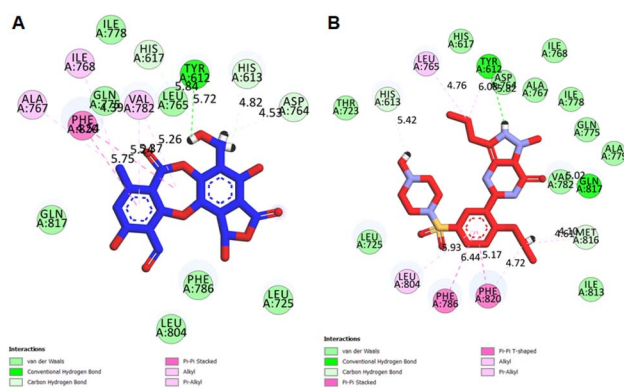 A
ILE
A:778
HIS
A:617
ILE
A:768
TYR
A:612
HIS
A:613
5.84
5.72
4.82
ALA
A:767
VAL
A:782
LEU
A:765
ASP
A:764
4.53
PHE
5.26
5.75
GLN
A:817
PHE
A:786
LEU
A:725
LEU
A:804
Interactions
van der Waals
Conventional Hydrogen Bond
Carbon Hydrogen Bond
Pi-Pi Stacked
Alkyl
Pi-Alkyl
B
HIS
A:617
TYR
A:612
ILE
A:768
LEU
A:765
ASP
4.76
ALA
A:767
ILE
A:778
THR
A:723
HIS
A:613
GLN
A:775
5.42
ALA
A:779
VAL
A:782
5.02
GLN
A:817
MET
A:816
LEU
A:725
5.93
6.44
5.17
4.72
LEU
A:804
PHE
A:786
PHE
A:820
ILE
A:813
Interactions
van der Waals
Conventional Hydrogen Bond
Carbon Hydrogen Bond
Pi-Pi Stacked
Pi-Pi T-shaped
Alkyl
Pi-Alkyl